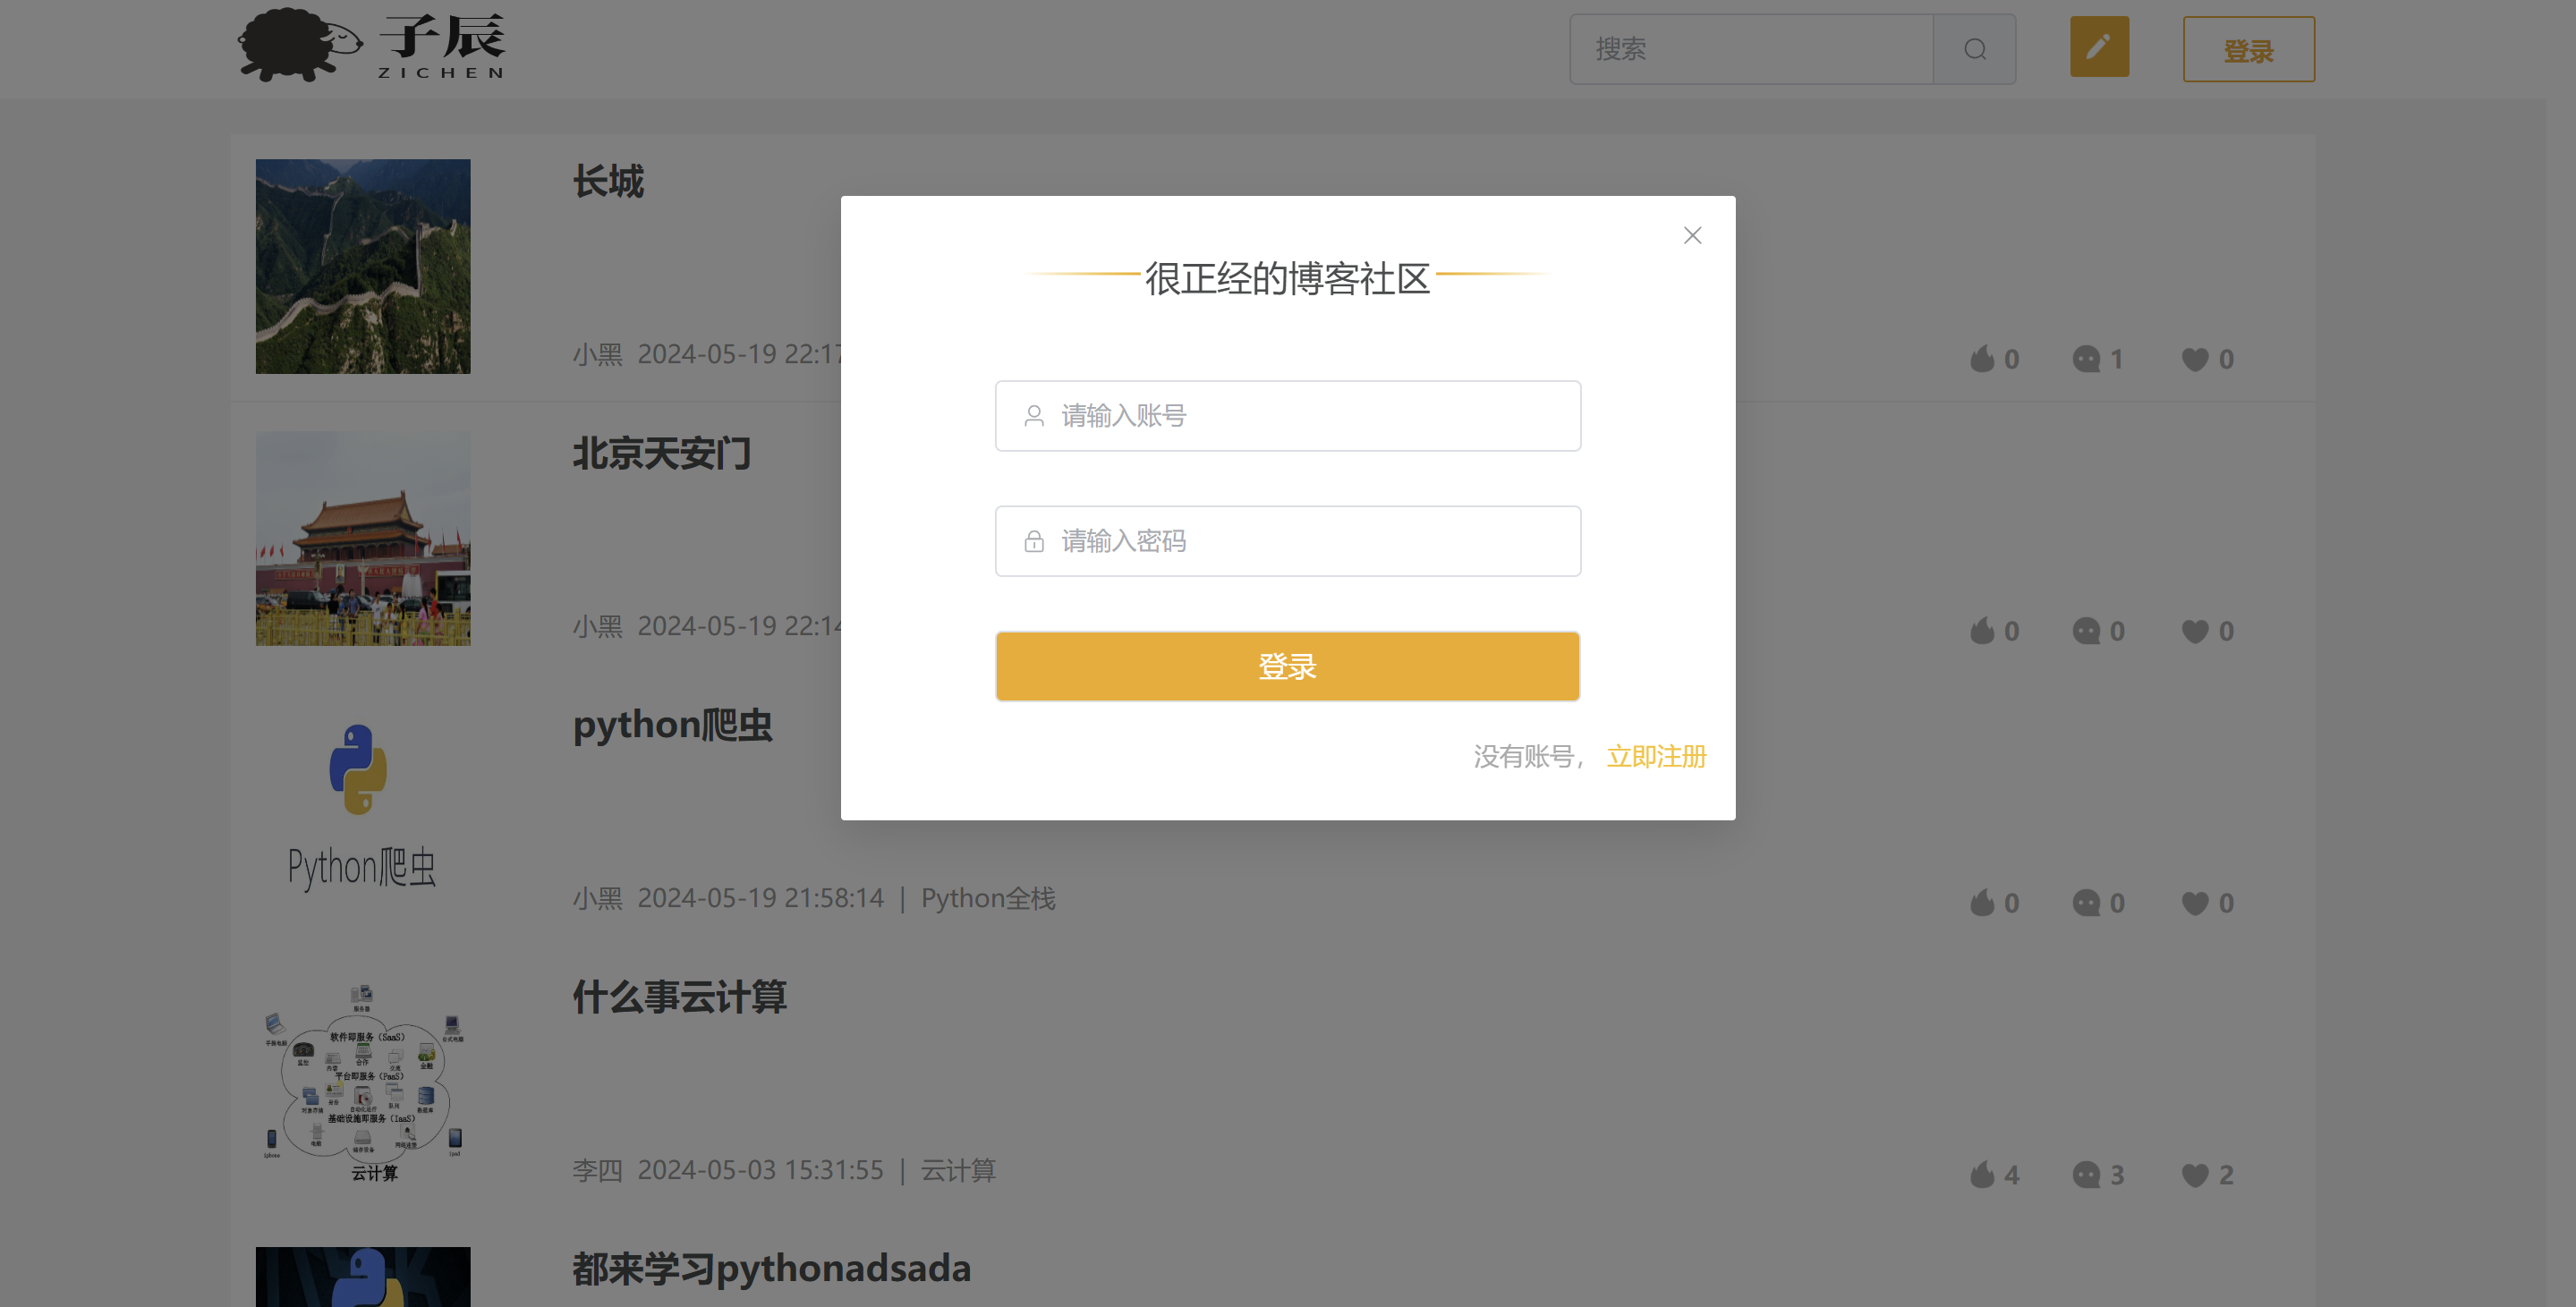 子辰
ZICHEN
搜索
登录
长城
小黑 2024-05-19 22:17
0 1 0
很正经的博客社区
请输入账号
请输入密码
登录
没有账号， 立即注册
北京天安门
小黑 2024-05-19 22:14
0 0 0
python爬虫
Python爬虫
小黑 2024-05-19 21:58:14 | Python全栈
0 0 0
什么事云计算
服务器
软件即服务（SaaS）
平台即服务（PaaS）
基础设施即服务（IaaS）
云计算
李四 2024-05-03 15:31:55 | 云计算
4 3 2
都来学习pythonadsada